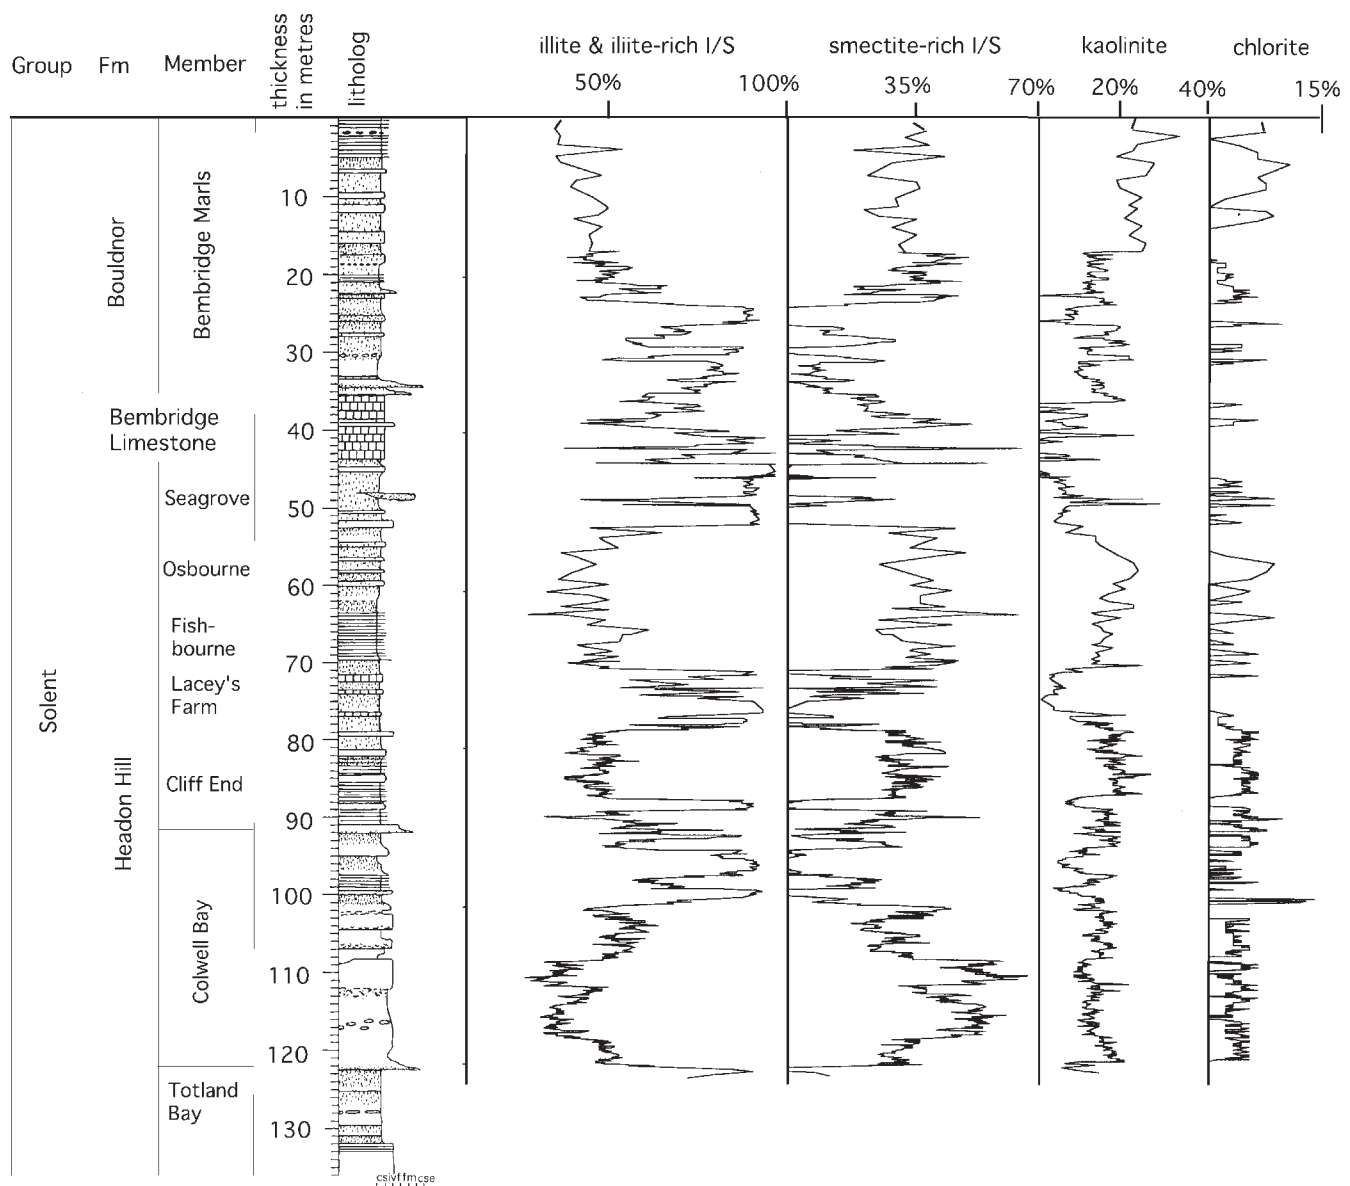 Group Fm Member thickness in metres litholog illite & iliite-rich I/S smectite-rich I/S kaolinite chlorite
50% 100% 35% 70% 20% 40% 15%
Solent
Bouldnor
Bembridge Marls
10
20
30
Bembridge
Limestone
40
Seagrove
50
Osbourne
60
Fish-
bourne
70
Lacey's
Farm
80
Headon Hill
Cliff End
90
100
Colwell Bay
110
120
Totland
Bay
130
csivffmcse